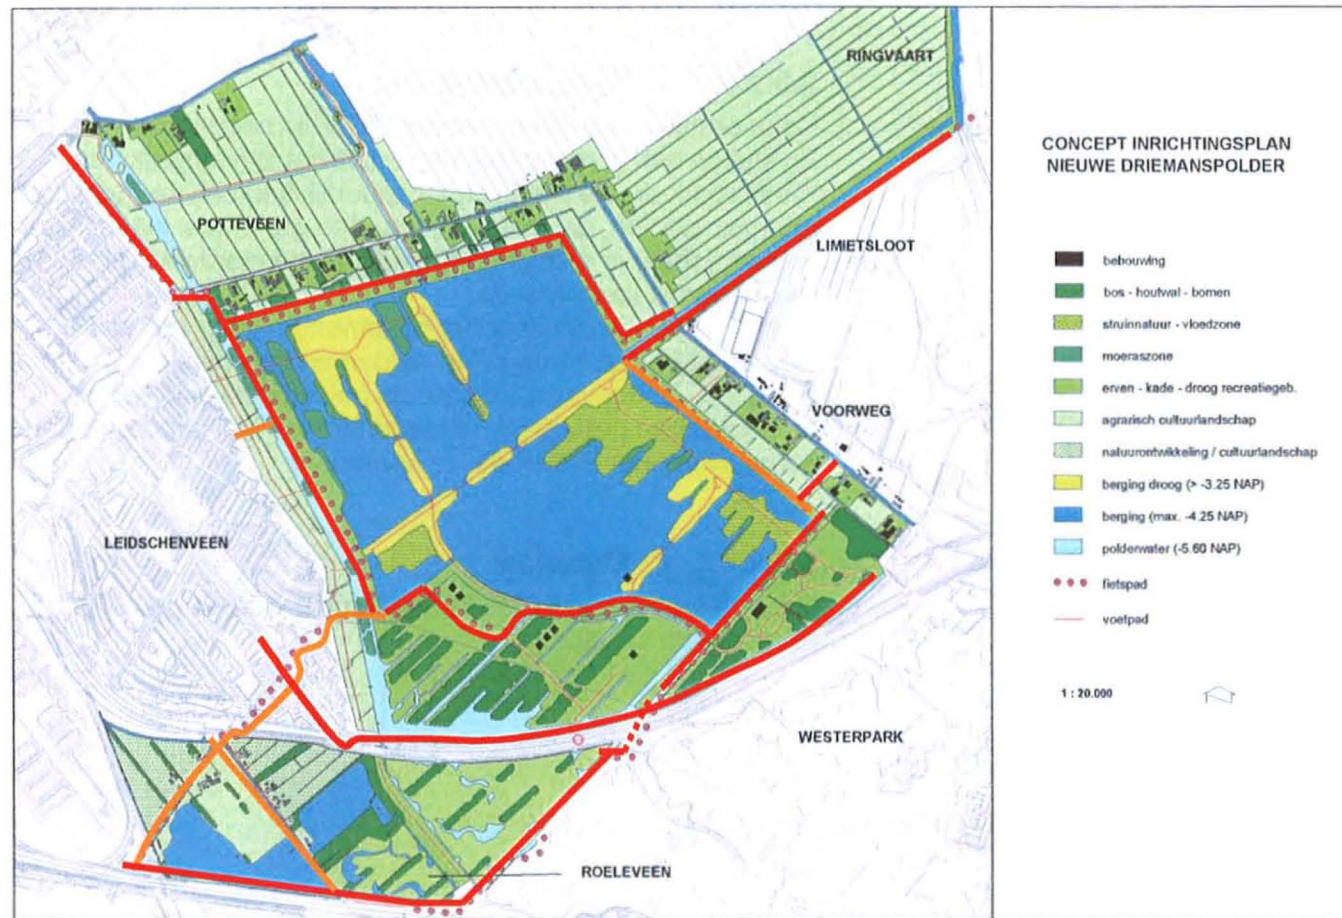 RINGVAART
POTTEVEEN
LIMIETSLOOT
VOORWEG
LEIDSCHENVEEN
WESTERPARK
ROELEVEEN
CONCEPT INRICHTINGSPLAN
NIEUWE DRIEMANSPOLDER
bebouwing
bos - houtwal - bomen
struinnatuur - vloedzone
moeraszone
erven - kade - droog recreatiegeb.
agrarisch cultuurlandschap
natuurontwikkeling / cultuurlandschap
berging droog (> -3.25 NAP)
berging (max. -4.25 NAP)
polderwater (-5.60 NAP)
fietspad
voetpad
1 : 20.000